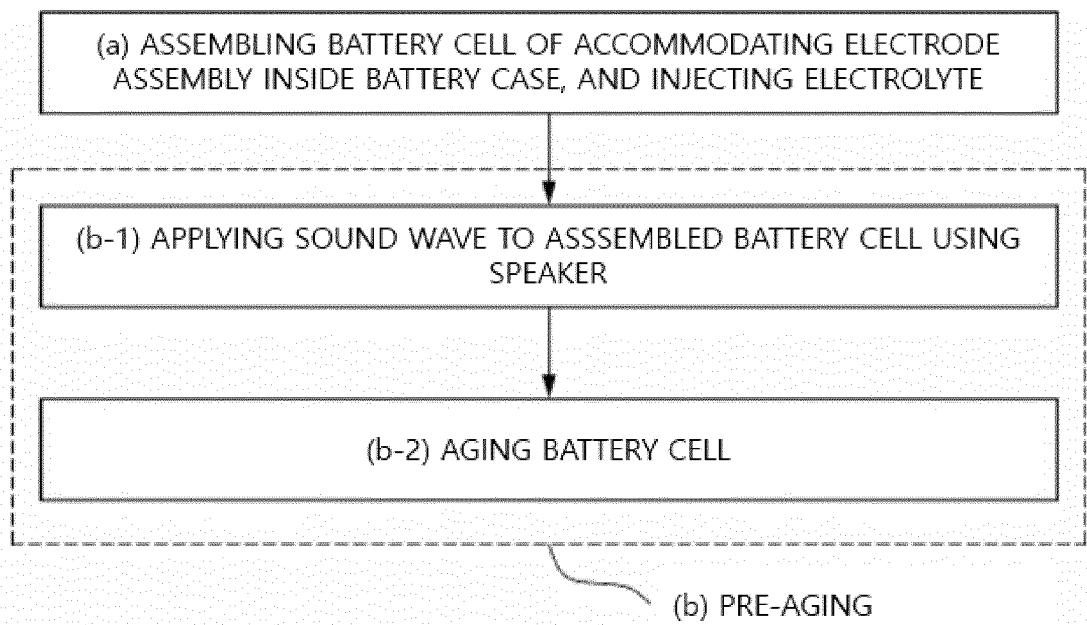 (a) ASSEMBLING BATTERY CELL OF ACCOMMODATING ELECTRODE
ASSEMBLY INSIDE BATTERY CASE, AND INJECTING ELECTROLYTE
(b-1) APPLYING SOUND WAVE TO ASSSEMBLED BATTERY CELL USING
SPEAKER
(b-2) AGING BATTERY CELL
(b) PRE-AGING